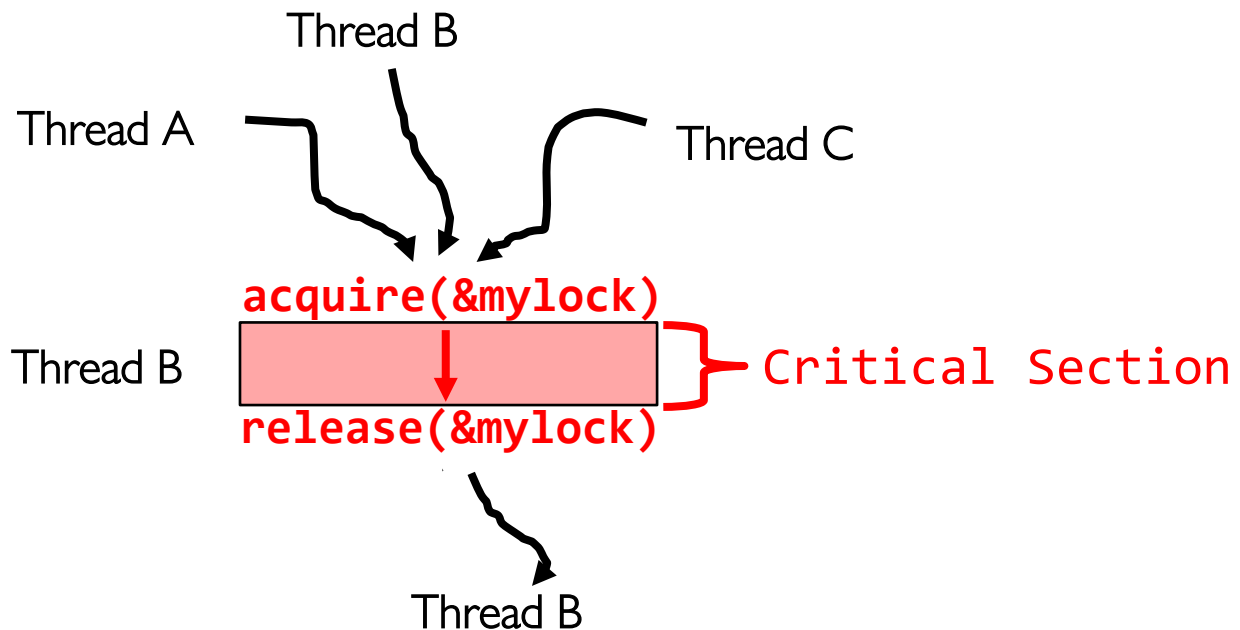 Thread B
Thread A
Thread C
acquire(&mylock)
Thread B
Critical Section
release(&mylock)
Thread B